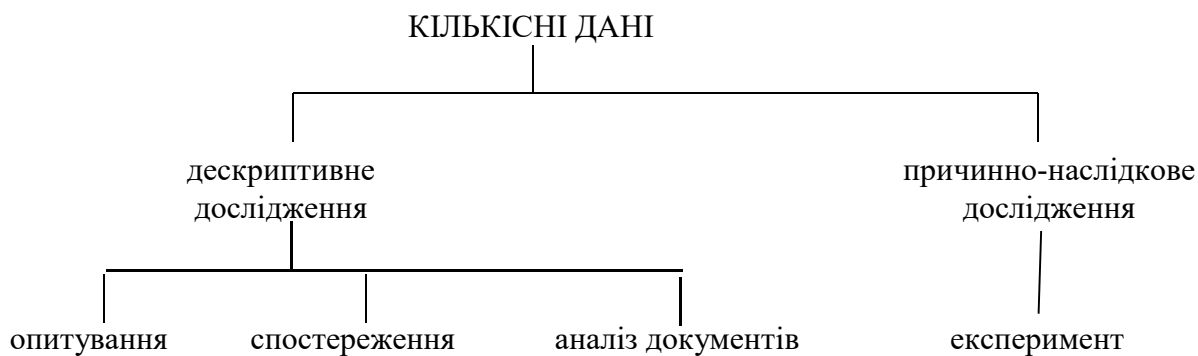 КІЛЬКІСНІ ДАНІ
дескриптивне
дослідження
причинно-наслідкове
дослідження
опитування
спостереження
аналіз документів
експеримент